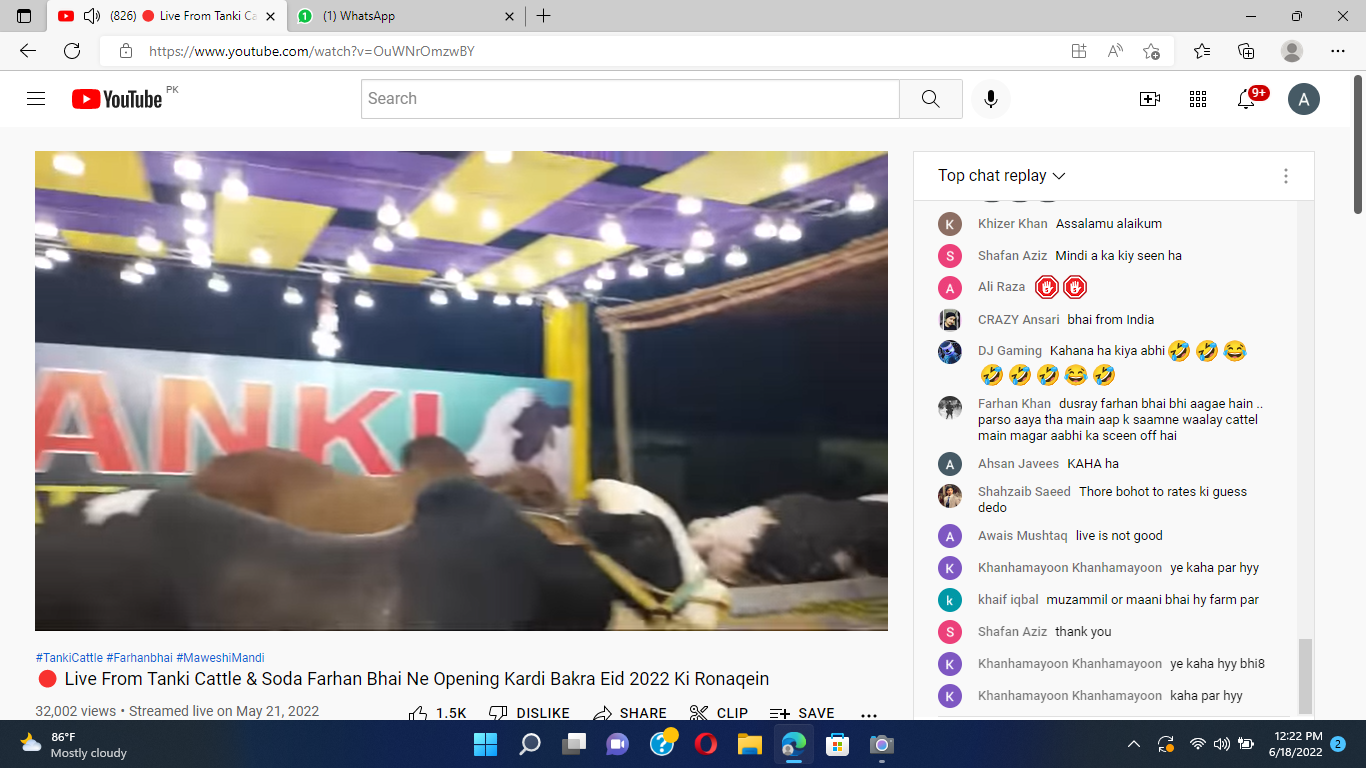 (826) 🔴 Live From Tanki Ca
(1) WhatsApp
https://www.youtube.com/watch?v=OuWNrOmzwBY
YouTube PK
Search
9+
A
ANKI
Top chat replay
K Khizer Khan Assalamu alaikum
S Shafan Aziz Mindi a ka kiy seen ha
A Ali Raza
CRAZY Ansari bhai from India
DJ Gaming Kahana ha kiya abhi 🤣 🤣 😂
🤣 🤣 🤣 😂 🤣
Farhan Khan dusray farhan bhai bhi aagae hain ..
parso aaya tha main aap k saamne waalay cattel
main magar aabhi ka sceen off hai
A Ahsan Javees KAHA ha
Shahzaib Saeed Thore bohot to rates ki guess
dedo
A Awais Mushtaq live is not good
K Khanhamayoon Khanhamayoon ye kaha par hyy
k khaif iqbal muzammil or maani bhai hy farm par
S Shafan Aziz thank you
K Khanhamayoon Khanhamayoon ye kaha hyy bhi8
K Khanhamayoon Khanhamayoon kaha par hyy
#TankiCattle #Farhanbhai #MaweshiMandi
🔴 Live From Tanki Cattle & Soda Farhan Bhai Ne Opening Kardi Bakra Eid 2022 Ki Ronaqein
32,002 views • Streamed live on May 21, 2022
1.5K DISLIKE SHARE CLIP SAVE ...
86°F
Mostly cloudy
12:22 PM
6/18/2022
2